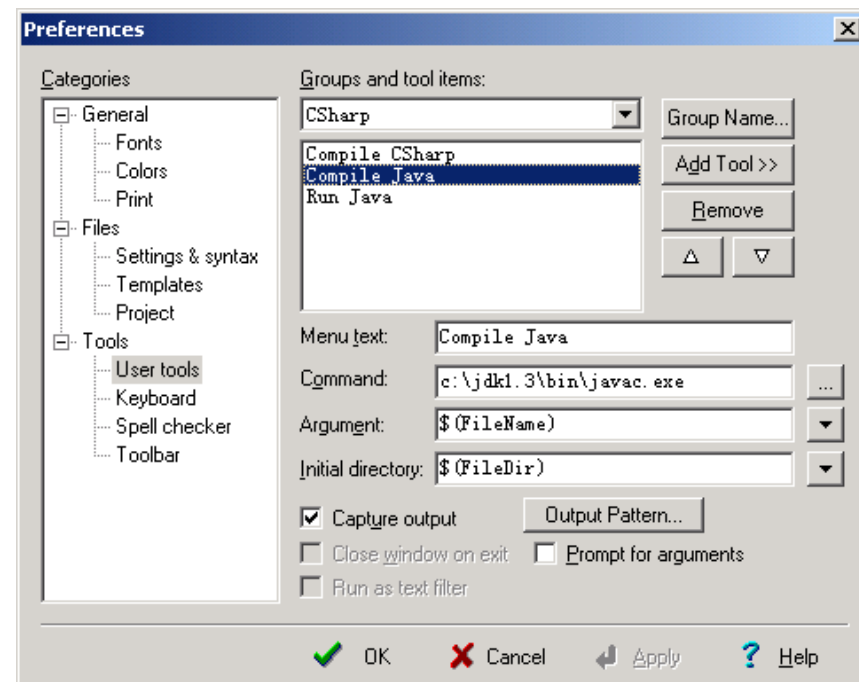 Preferences
Categories
General
Fonts
Colors
Print
Files
Settings & syntax
Templates
Project
Tools
User tools
Keyboard
Spell checker
Toolbar
Groups and tool items:
CSharp
Group Name...
Compile CSharp
Compile Java
Run Java
Add Tool >>
Remove
Menu text:
Compile Java
Command:
c:\jdk1.3\bin\javac.exe
...
Argument:
$(FileName)
Initial directory:
$(FileDir)
Capture output
Output Pattern...
Close window on exit
Prompt for arguments
Run as text filter
OK
Cancel
Apply
Help